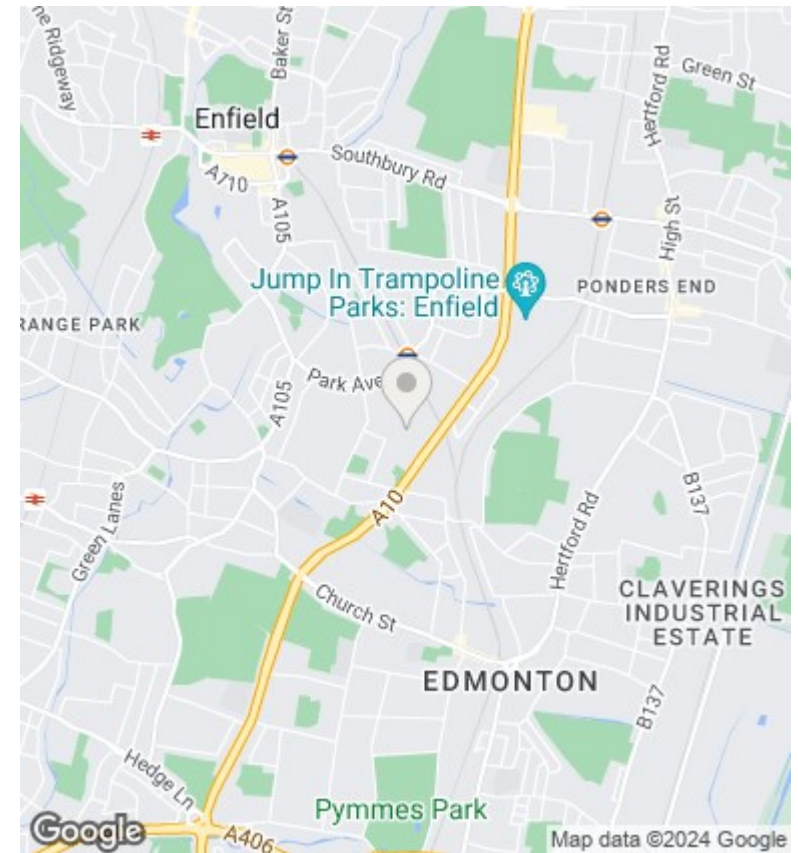 ne Ridgeway
Baker St
Green St
Hertford Rd
Enfield
Southbury Rd
A710
A105
High St
Jump In Trampoline
Parks: Enfield
PONDERS END
RANGE PARK
Park Ave
A105
B137
A10
Green Lanes
Hertford Rd
Church St
CLAVERINGS
INDUSTRIAL
ESTATE
EDMONTON
B137
Hedge Ln
Pymmes Park
A406
Google
Map data ©2024 Google